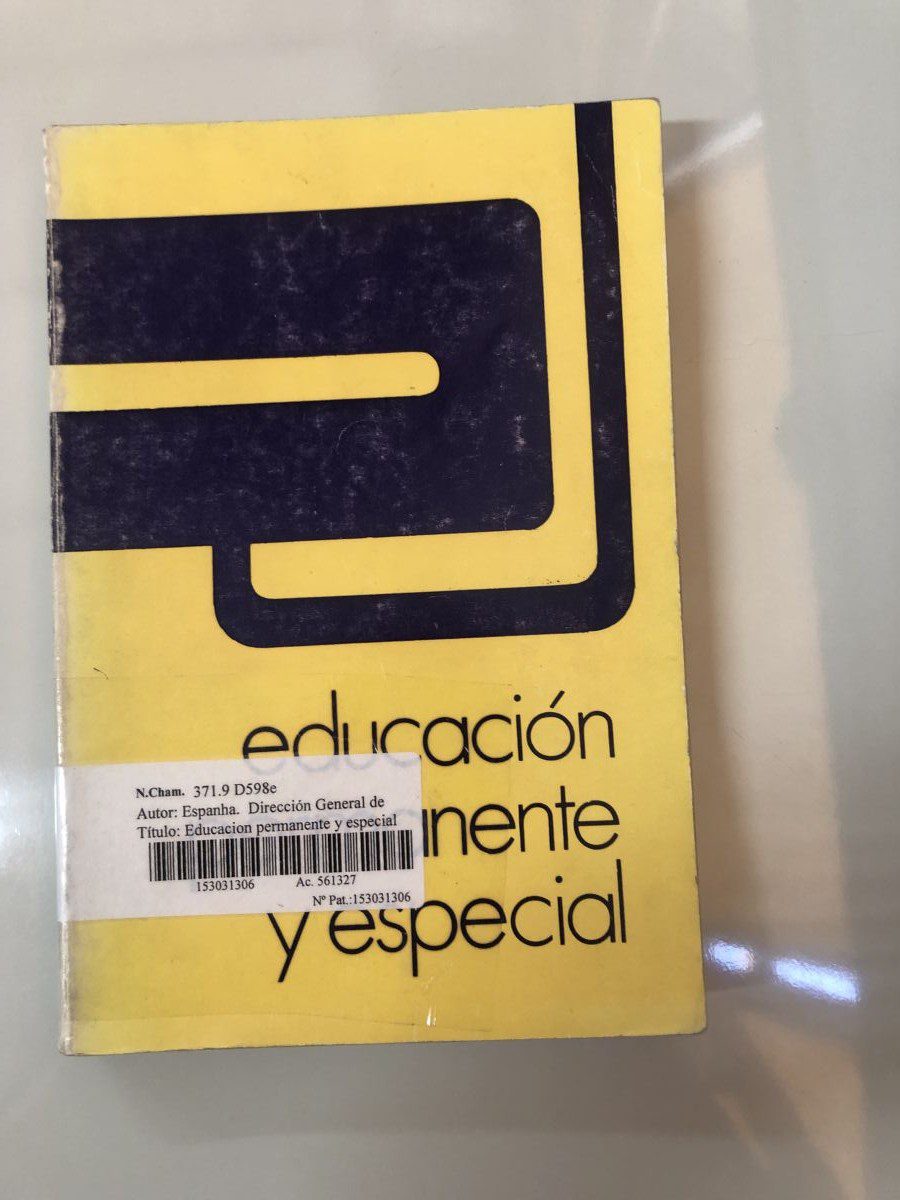 educación
N.Cham. 371.9 D598e
Autor: Espanha. Dirección General de
Título: Educacion permanente y especial
153031306 Ac. 561327
Nº Pat.:153031306
y especial